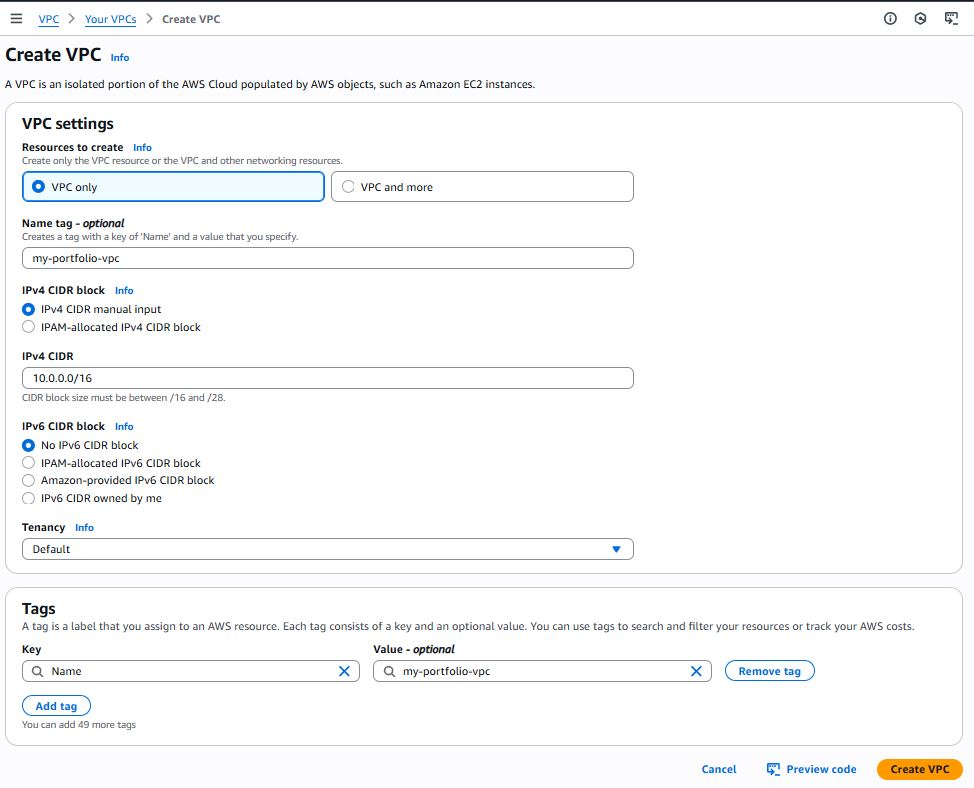 VPC > Your VPCs > Create VPC
Create VPC Info
A VPC is an isolated portion of the AWS Cloud populated by AWS objects, such as Amazon EC2 instances.
VPC settings
Resources to create Info
Create only the VPC resource or the VPC and other networking resources.
VPC only
VPC and more
Name tag - optional
Creates a tag with a key of 'Name' and a value that you specify.
my-portfolio-vpc
IPv4 CIDR block Info
IPv4 CIDR manual input
IPAM-allocated IPv4 CIDR block
IPv4 CIDR
10.0.0.0/16
CIDR block size must be between /16 and /28.
IPv6 CIDR block Info
No IPv6 CIDR block
IPAM-allocated IPv6 CIDR block
Amazon-provided IPv6 CIDR block
IPv6 CIDR owned by me
Tenancy Info
Default
Tags
A tag is a label that you assign to an AWS resource. Each tag consists of a key and an optional value. You can use tags to search and filter your resources or track your AWS costs.
Key
Value - optional
Name
my-portfolio-vpc
Remove tag
Add tag
You can add 49 more tags
Cancel
Preview code
Create VPC